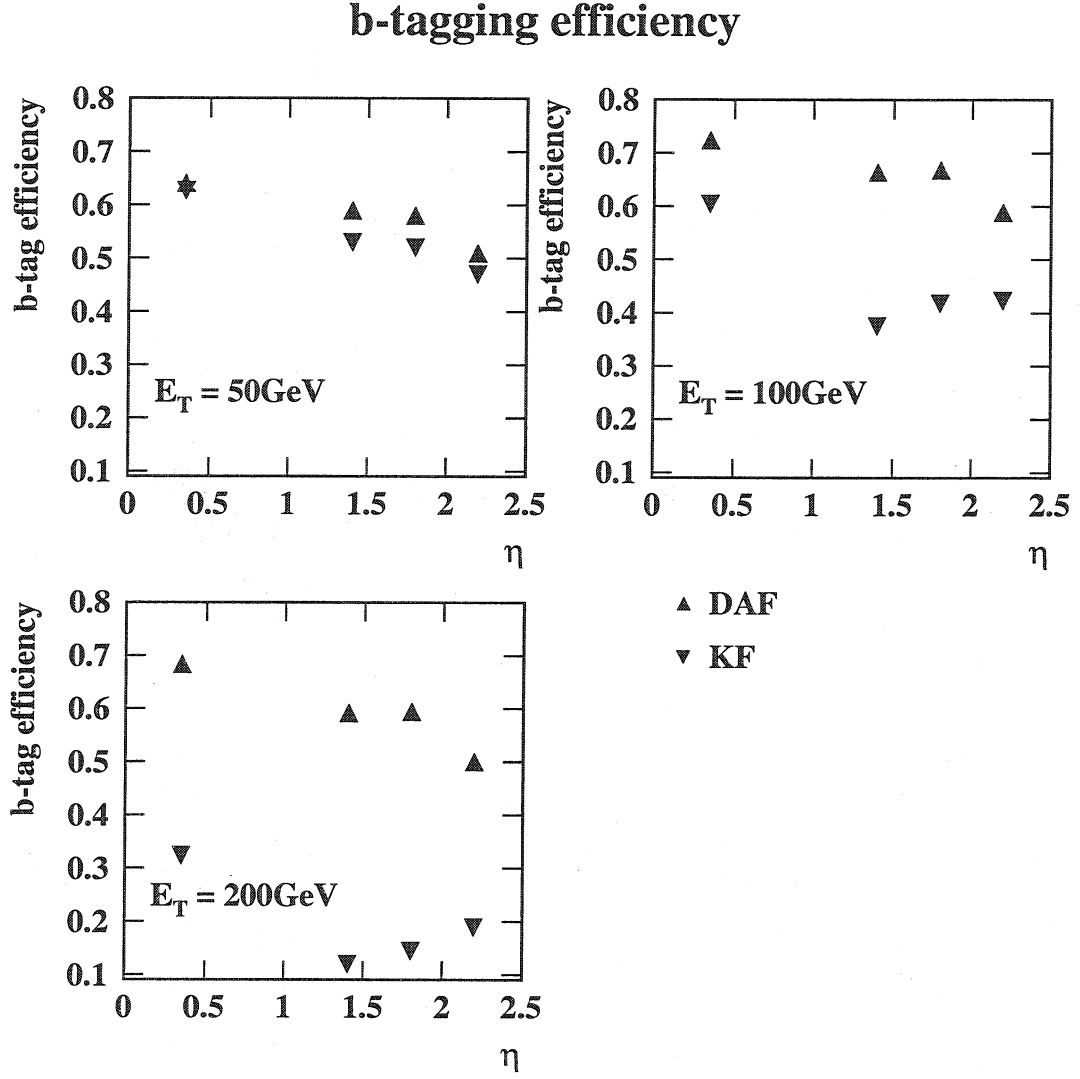 b-tagging efficiency
b-tag efficiency
0.8
0.7
0.6
0.5
0.4
0.3
0.2
0.1
E_T = 50GeV
0 0.5 1 1.5 2 2.5
η
b-tag efficiency
0.8
0.7
0.6
0.5
0.4
0.3
0.2
0.1
E_T = 100GeV
0 0.5 1 1.5 2 2.5
η
b-tag efficiency
0.8
0.7
0.6
0.5
0.4
0.3
0.2
0.1
E_T = 200GeV
0 0.5 1 1.5 2 2.5
η
▲ DAF
▼ KF